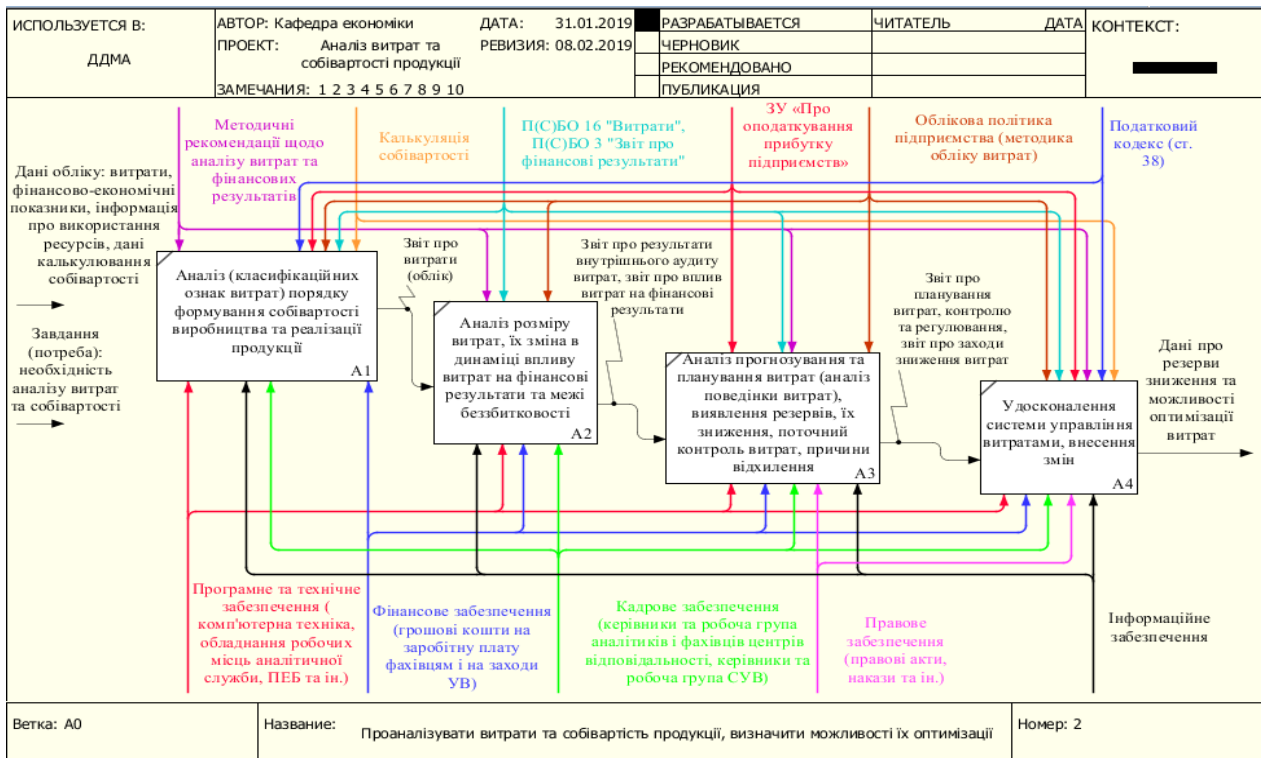 ИСПОЛЬЗУЕТСЯ В:
ДДМА
АВТОР: Кафедра економіки
ДАТА: 31.01.2019
ПРОЕКТ: Аналіз витрат та
собівартості продукції
РЕВИЗИЯ: 08.02.2019
ЗАМЕЧАНИЯ: 1 2 3 4 5 6 7 8 9 10
РАЗРАБАТЫВАЕТСЯ
ЧЕРНОВИК
РЕКОМЕНДОВАНО
ПУБЛИКАЦИЯ
ЧИТАТЕЛЬ
ДАТА
КОНТЕКСТ:
Методичні
рекомендації щодо
аналізу витрат та
фінансових
результатів
Калькуляція
собівартості
П(С)БО 16 "Витрати",
П(С)БО 3 "Звіт про
фінансові результати"
ЗУ «Про
оподаткування
прибутку
підприємств»
Облікова політика
підприємства (методика
обліку витрат)
Податковий
кодекс (ст.
38)
Дані обліку: витрати,
фінансово-економічні
показники, інформація
про використання
ресурсів, дані
калькулювання
собівартості
Завдання
(потреба):
необхідність
аналізу витрат
та собівартості
Аналіз (класифікаційних
ознак витрат) порядку
формування собівартості
виробництва та реалізації
продукції
А1
Звіт про
витрати
(облік)
Аналіз розміру
витрат, їх зміна в
динаміці впливу
витрат на фінансові
результати та межі
беззбитковості
А2
Звіт про результати
внутрішнього аудиту
витрат, звіт про вплив
витрат на фінансові
результати
Аналіз прогнозування та
планування витрат (аналіз
поведінки витрат),
виявлення резервів, їх
зниження, поточний
контроль витрат, причини
відхилення
А3
Звіт про
планування
витрат, контролю
та регулювання,
звіт про заходи
зниження витрат
Удосконалення
системи управління
витратами, внесення
змін
А4
Дані про
резерви
зниження та
можливості
оптимізації
витрат
Програмне та технічне
забезпечення (
комп'ютерна техніка,
обладнання робочих
місць аналітичної
служби, ПЕБ та ін.)
Фінансове забезпечення
(грошові кошти на
заробітну плату
фахівцям і на заходи
УВ)
Кадрове забезпечення
(керівники та робоча група
аналітиків і фахівців центрів
відповідальності, керівники та
робоча група СУВ)
Правове
забезпечення
(правові акти,
накази та ін.)
Інформаційне
забезпечення
Ветка: А0
Название: Проаналізувати витрати та собівартість продукції, визначити можливості їх оптимізації
Номер: 2